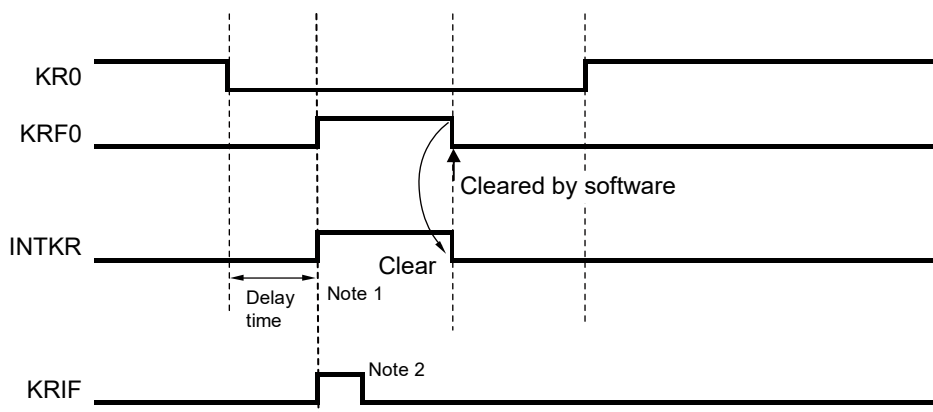 KR0
KRF0
Cleared by software
INTKR
Clear
Delay
time
Note 1
Note 2
KRIF